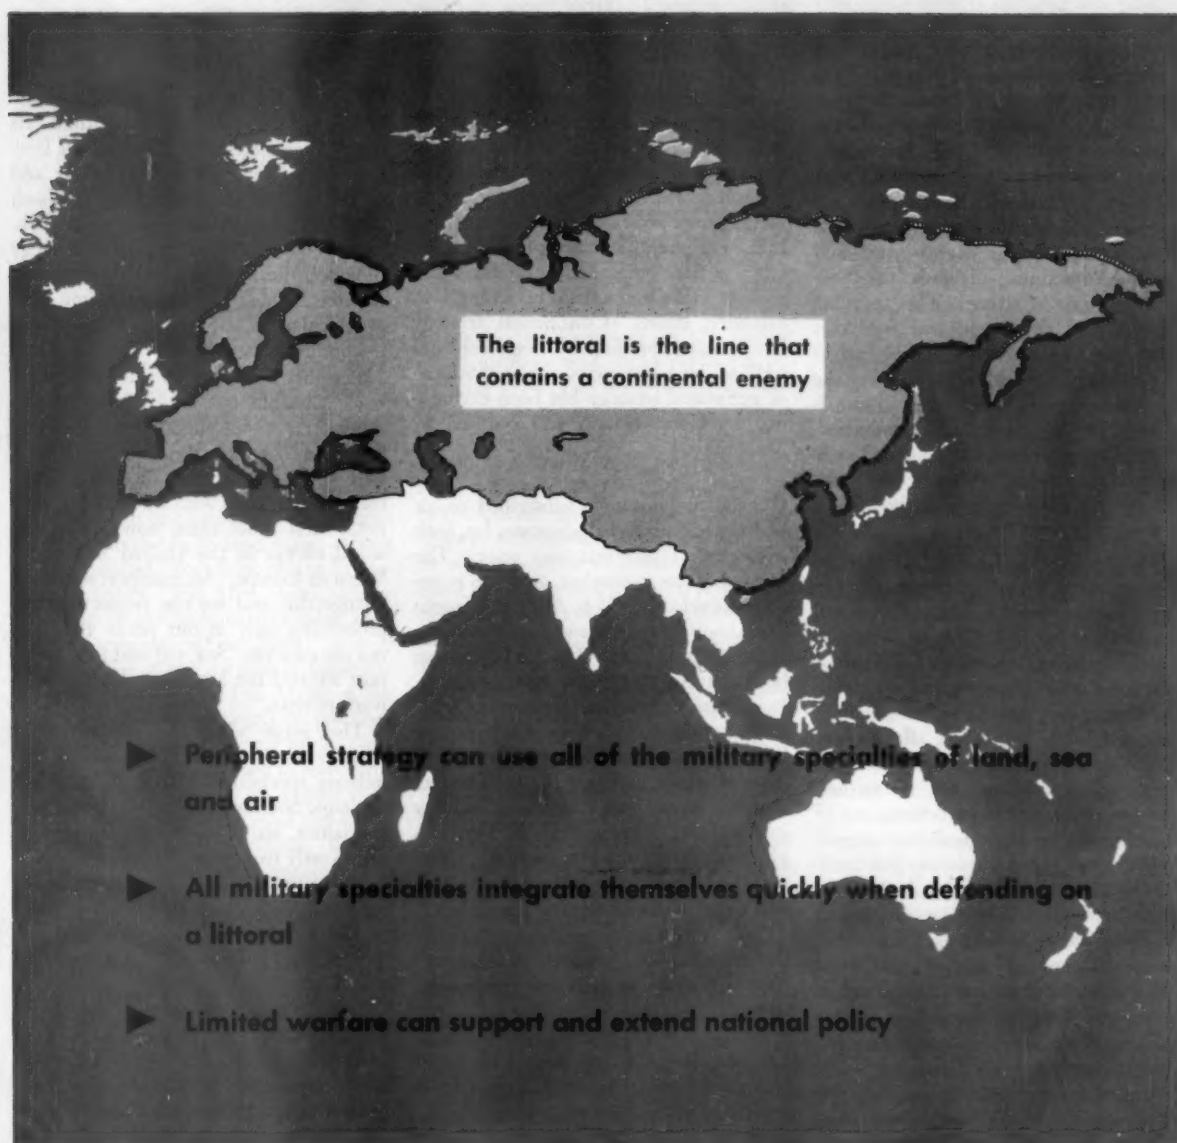 The littoral is the line that
contains a continental enemy
► Peripheral strategy can use all of the military specialties of land, sea
and air
► All military specialties integrate themselves quickly when defending on
a littoral
► Limited warfare can support and extend national policy